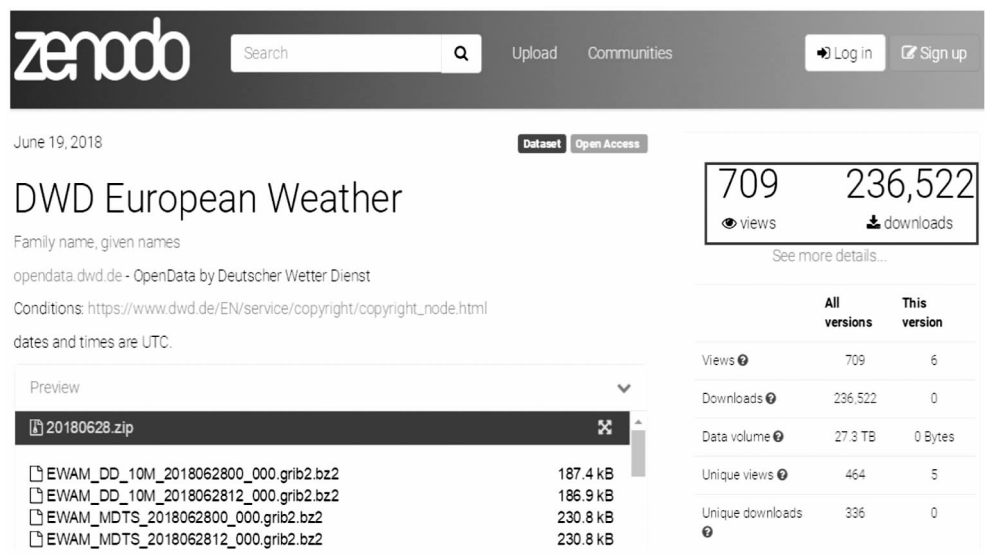 zenodo
Search
Upload Communities
Log in Sign up
June 19, 2018
Dataset Open Access
DWD European Weather
Family name, given names
opendata.dwd.de - OpenData by Deutscher Wetter Dienst
Conditions: https://www.dwd.de/EN/service/copyright/copyright_node.html
dates and times are UTC.
Preview
20180628.zip
EWAM_DD_10M_2018062800_000.grib2.bz2 187.4 kB
EWAM_DD_10M_2018062812_000.grib2.bz2 186.9 kB
EWAM_MDTS_2018062800_000.grib2.bz2 230.8 kB
EWAM_MDTS_2018062812_000.grib2.bz2 230.8 kB
709 236,522
views downloads
See more details...
All versions This version
Views 709 6
Downloads 236,522 0
Data volume 27.3 TB 0 Bytes
Unique views 464 5
Unique downloads 336 0